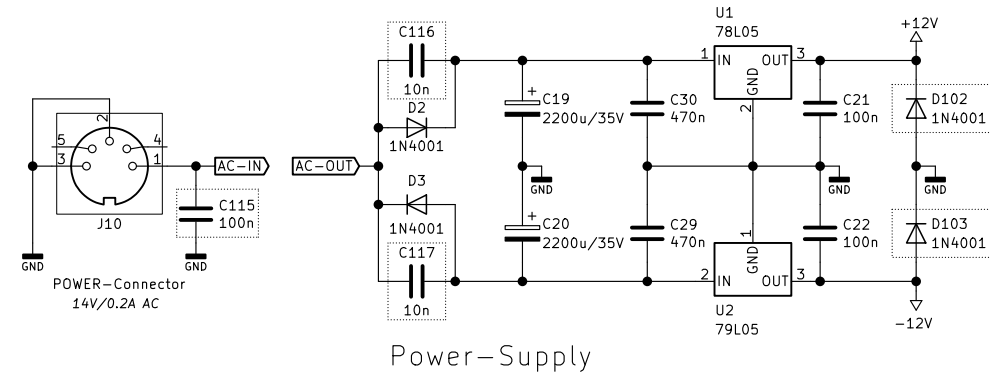 U1
78L05
1
IN
OUT
3
GND
2
+12V
C116
10n
D2
1N4001
+
C19
2200u/35V
C30
470n
C21
100n
D102
1N4001
2
5
4
3
1
J10
AC-IN
AC-OUT
C115
100n
GND
GND
POWER-Connector
14V/0.2A AC
GND
GND
GND
D3
1N4001
C117
10n
+
C20
2200u/35V
C29
470n
C22
100n
D103
1N4001
1
GND
2
IN
OUT
3
U2
79L05
-12V
Power-Supply